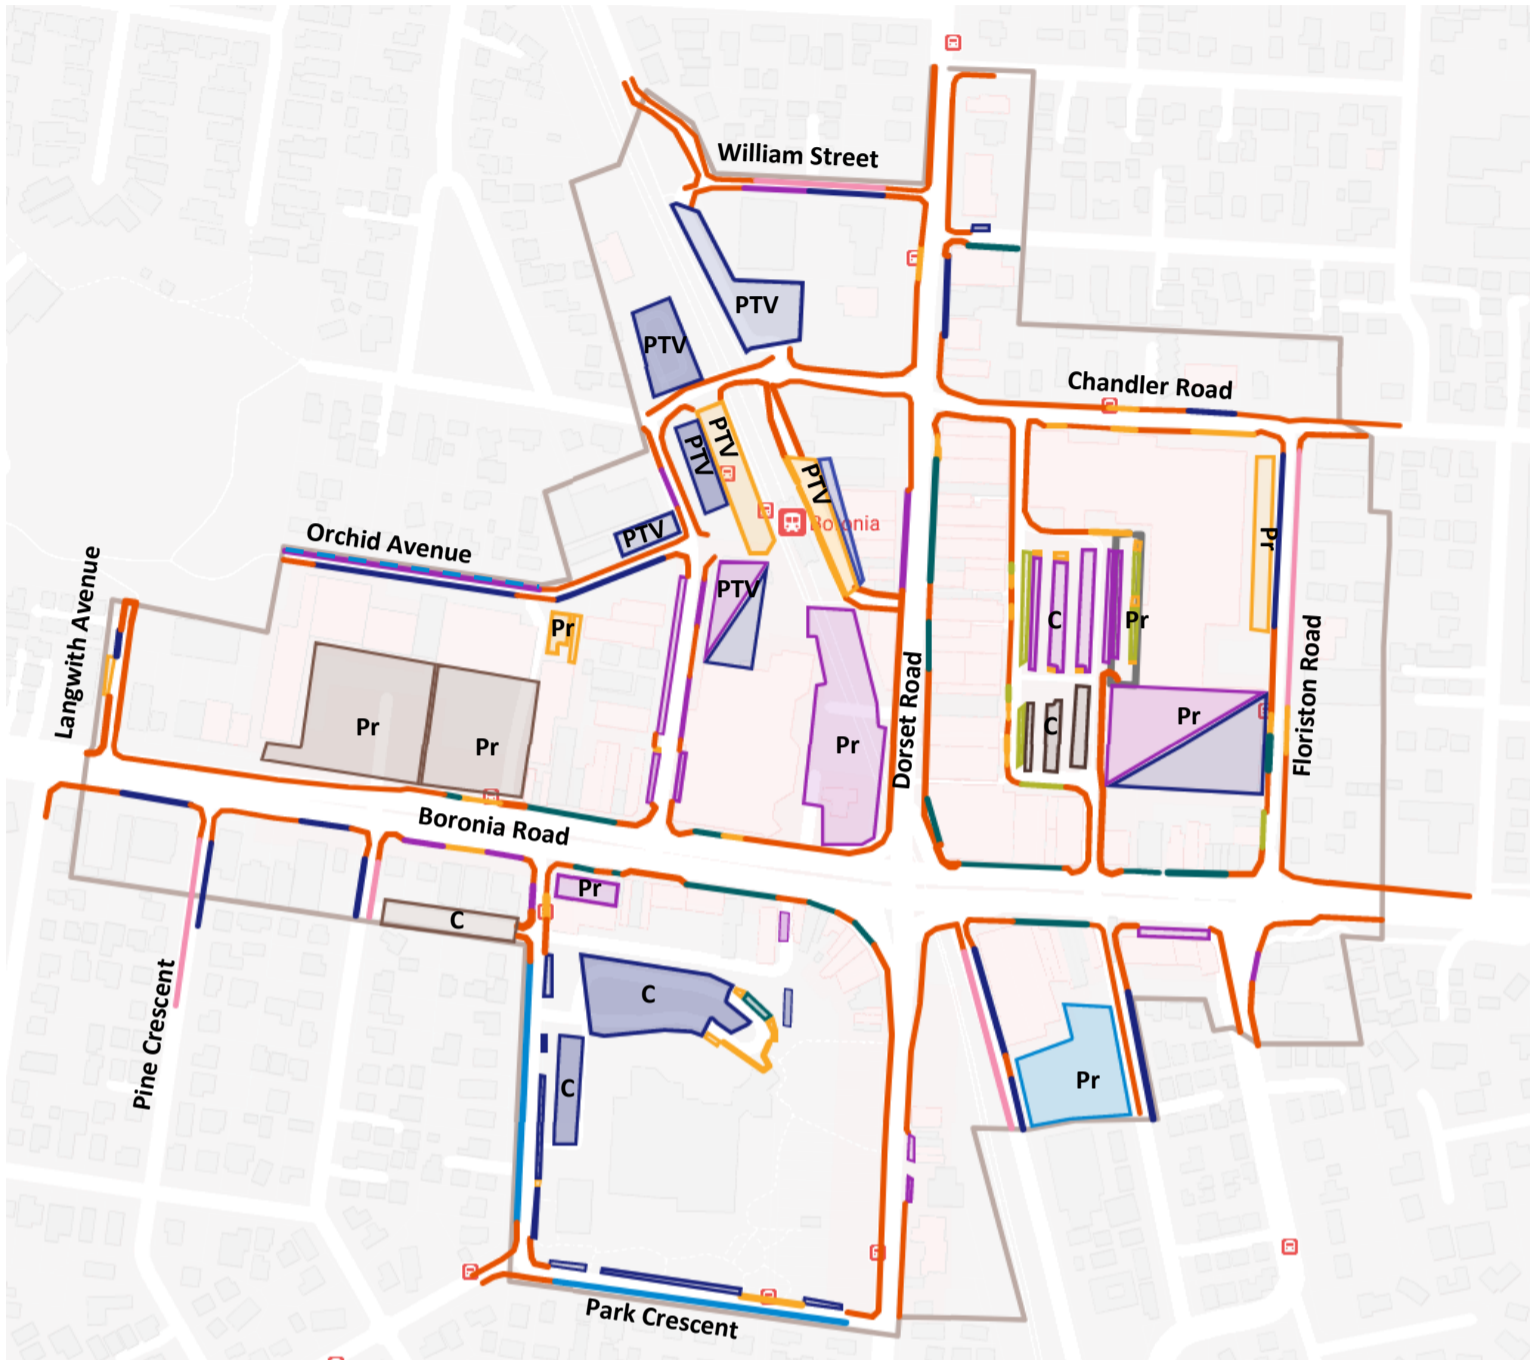 William Street
PTV
PTV
Chandler Road
PTV
PTV
PTV
Boronia
PTV
Orchid Avenue
Pr
PTV
Pr
C
Pr
Langwith Avenue
Pr
Pr
Pr
Dorset Road
C
Pr
Floriston Road
Boronia Road
Pr
C
Pine Crescent
C
C
Pr
Park Crescent